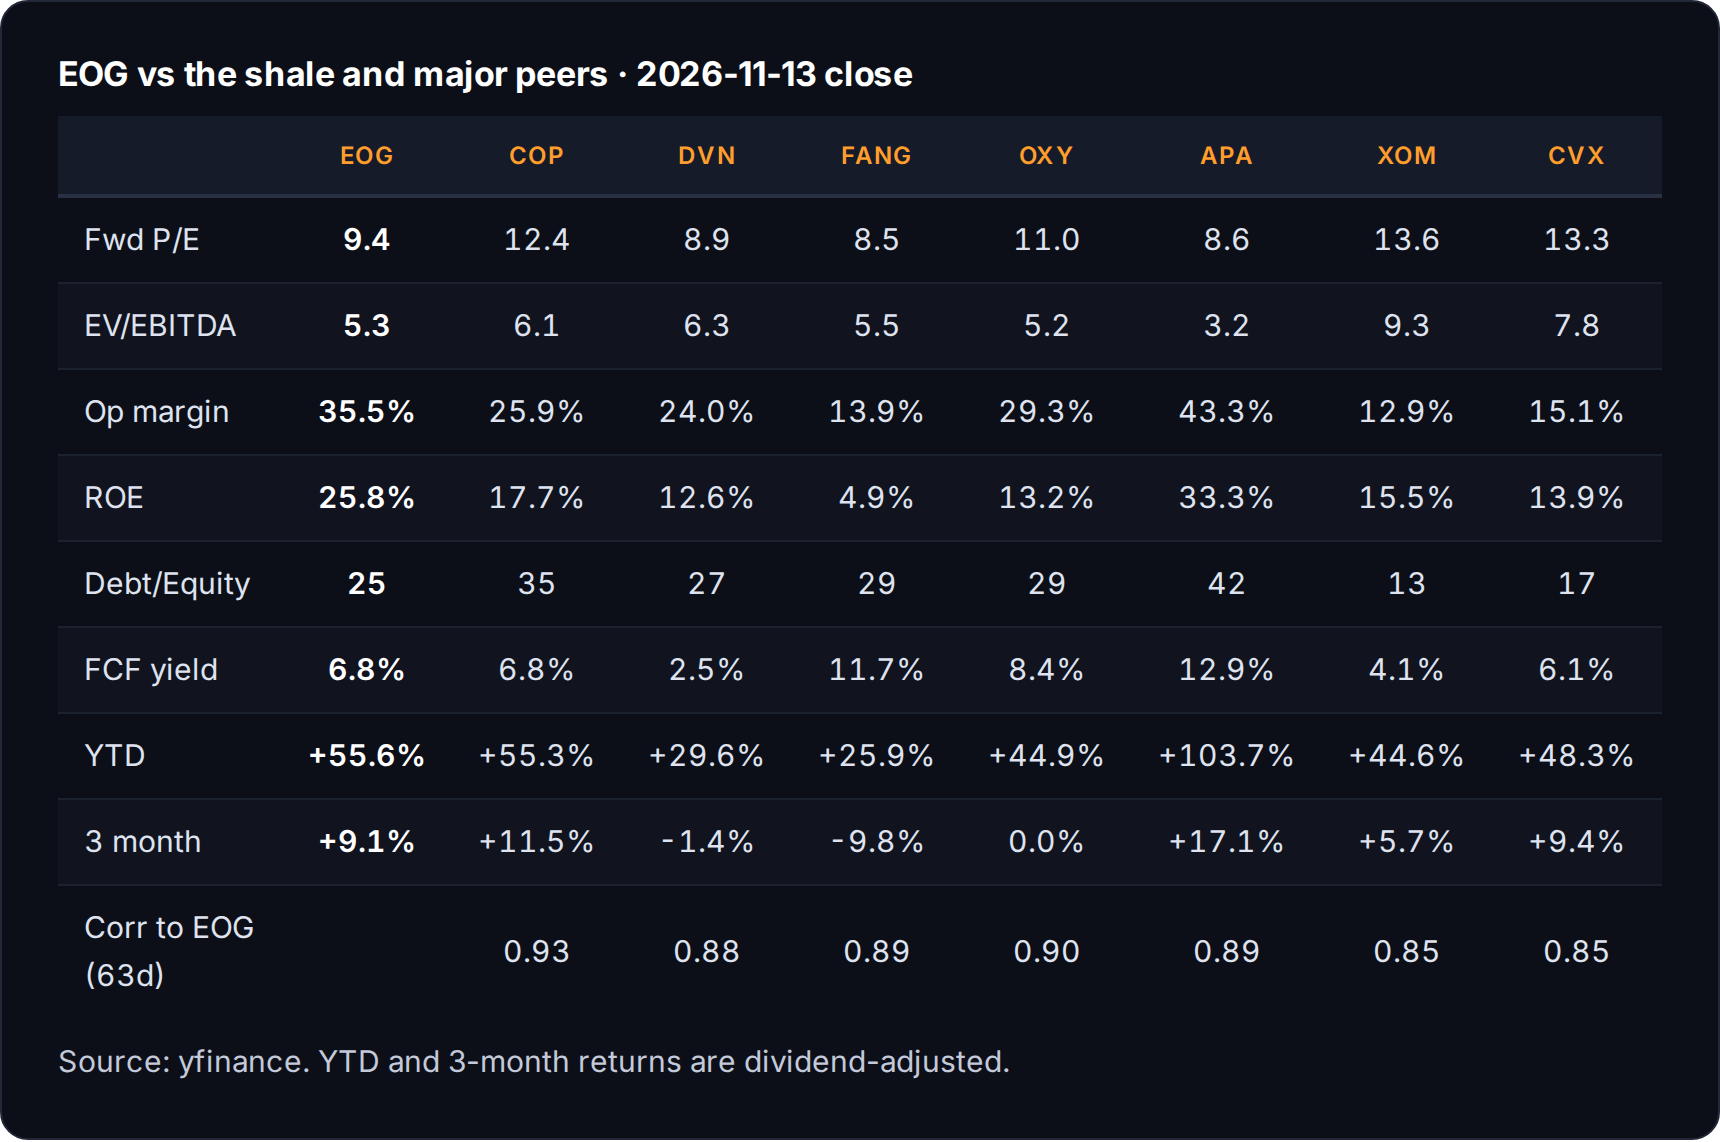 EOG vs the shale and major peers · 2026-11-13 close
EOG COP DVN FANG OXY APA XOM CVX
Fwd P/E 9.4 12.4 8.9 8.5 11.0 8.6 13.6 13.3
EV/EBITDA 5.3 6.1 6.3 5.5 5.2 3.2 9.3 7.8
Op margin 35.5% 25.9% 24.0% 13.9% 29.3% 43.3% 12.9% 15.1%
ROE 25.8% 17.7% 12.6% 4.9% 13.2% 33.3% 15.5% 13.9%
Debt/Equity 25 35 27 29 29 42 13 17
FCF yield 6.8% 6.8% 2.5% 11.7% 8.4% 12.9% 4.1% 6.1%
YTD +55.6% +55.3% +29.6% +25.9% +44.9% +103.7% +44.6% +48.3%
3 month +9.1% +11.5% -1.4% -9.8% 0.0% +17.1% +5.7% +9.4%
Corr to EOG
(63d) 0.93 0.88 0.89 0.90 0.89 0.85 0.85
Source: yfinance. YTD and 3-month returns are dividend-adjusted.